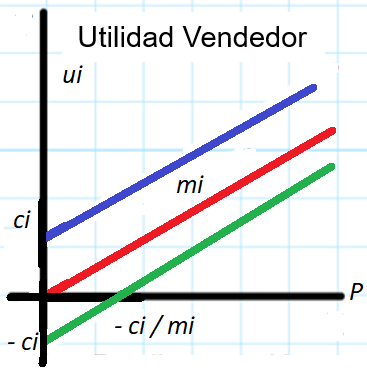 Utilidad Vendedor
ui
mi
ci
P
- ci / mi
- ci